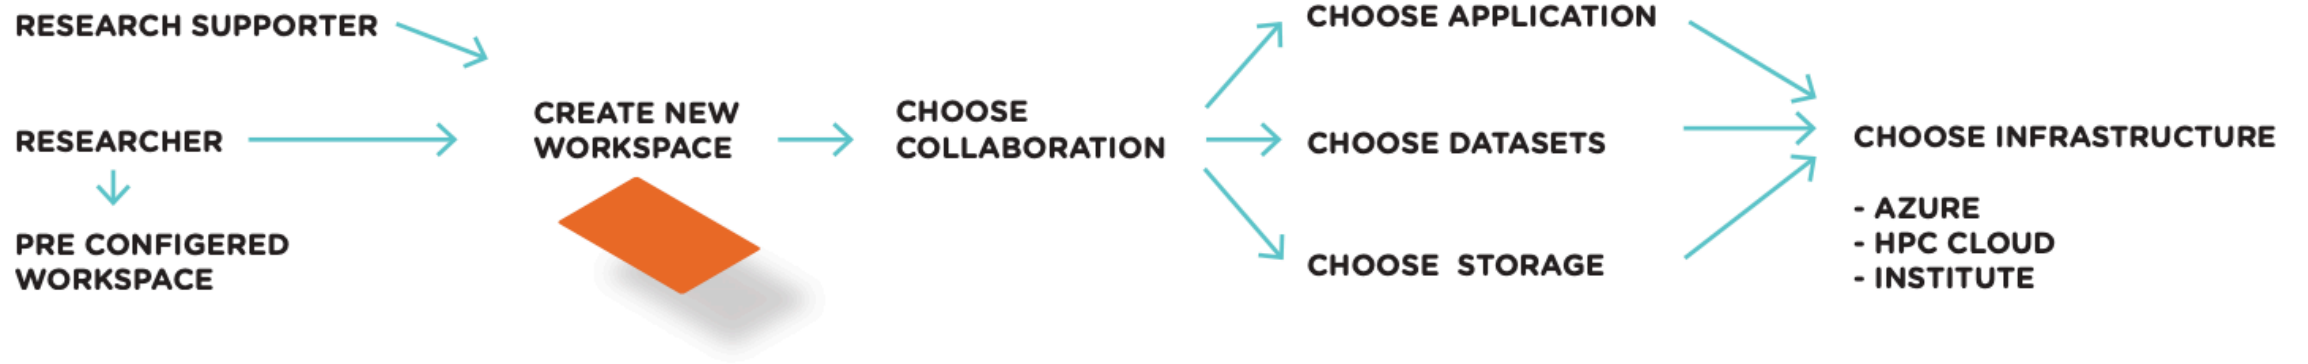 RESEARCH SUPPORTER
RESEARCHER
PRE CONFIGERED
WORKSPACE
CREATE NEW
WORKSPACE
CHOOSE
COLLABORATION
CHOOSE APPLICATION
CHOOSE DATASETS
CHOOSE STORAGE
CHOOSE INFRASTRUCTURE
- AZURE
- HPC CLOUD
- INSTITUTE